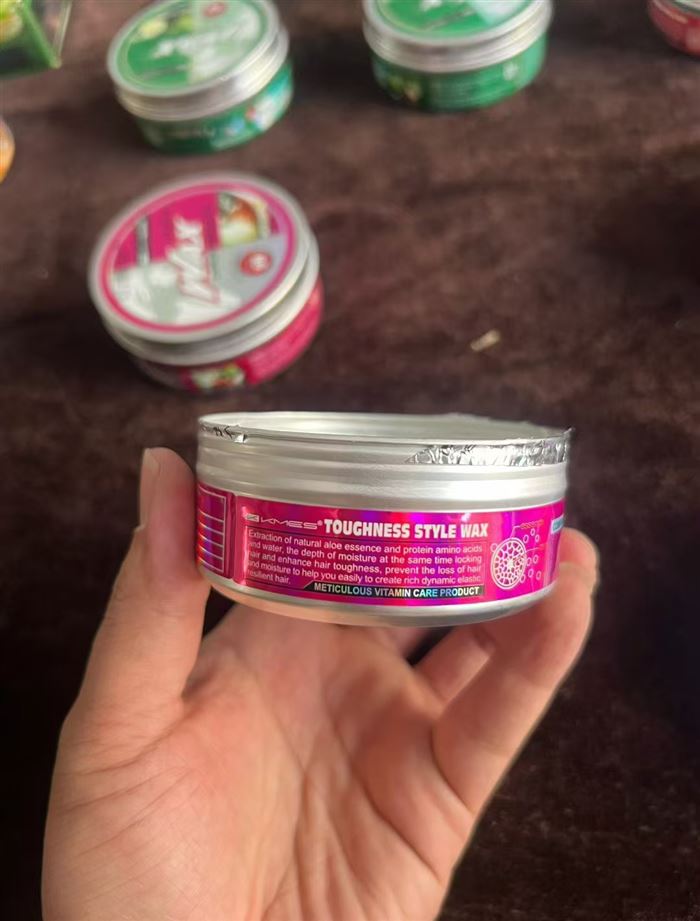 WAX
KMES® TOUGHNESS STYLE WAX
Extraction of natural aloe essence and protein amino acids
and water, the depth of moisture at the same time locking
hair and enhance hair toughness, prevent the loss of hair
and moisture to help you easily to create rich dynamic elastic
resilient hair.
METICULOUS VITAMIN CARE PRODUCT